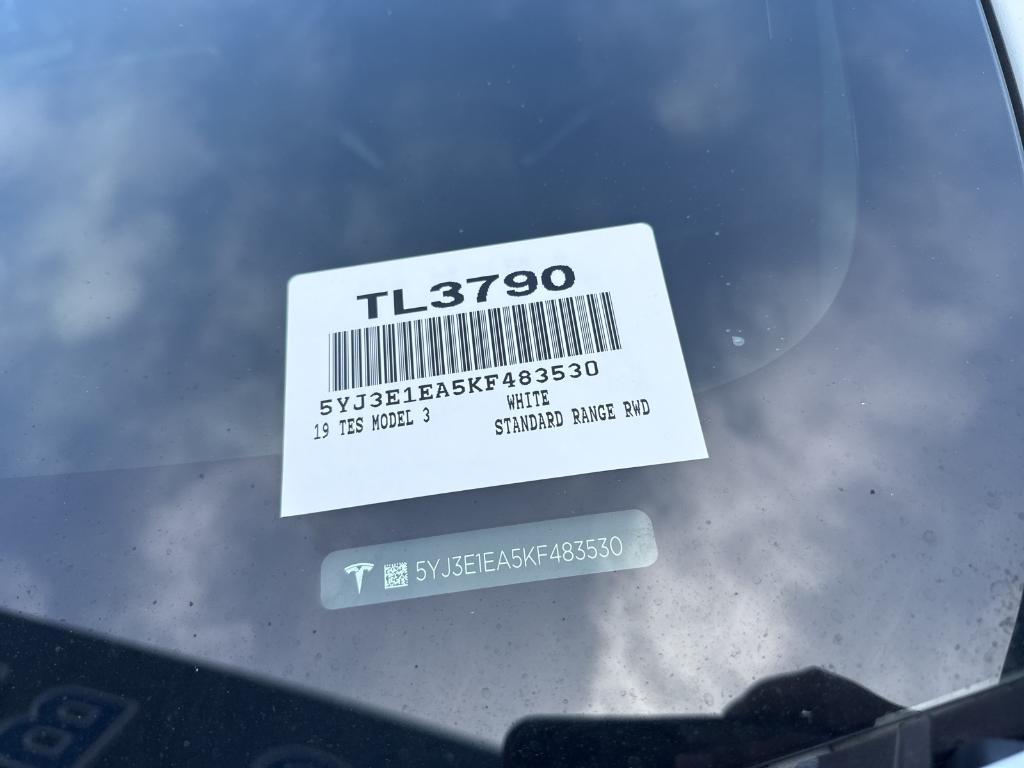 TL3790
5YJ3E1EA5KF483530
19 TES MODEL 3 WHITE
STANDARD RANGE RWD
5YJ3E1EA5KF483530